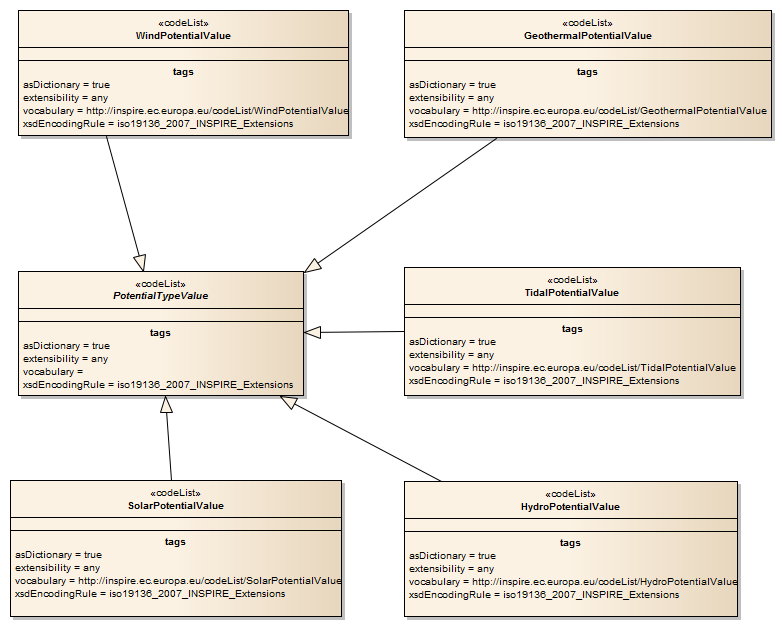 «codeList»
WindPotentialValue
tags
asDictionary = true
extensibility = any
vocabulary = http://inspire.ec.europa.eu/codeList/WindPotentialValue
xsdEncodingRule = iso19136_2007_INSPIRE_Extensions
«codeList»
GeothermalPotentialValue
tags
asDictionary = true
extensibility = any
vocabulary = http://inspire.ec.europa.eu/codeList/GeothermalPotentialValue
xsdEncodingRule = iso19136_2007_INSPIRE_Extensions
«codeList»
PotentialTypeValue
tags
asDictionary = true
extensibility = any
vocabulary =
xsdEncodingRule = iso19136_2007_INSPIRE_Extensions
«codeList»
TidalPotentialValue
tags
asDictionary = true
extensibility = any
vocabulary = http://inspire.ec.europa.eu/codeList/TidalPotentialValue
xsdEncodingRule = iso19136_2007_INSPIRE_Extensions
«codeList»
SolarPotentialValue
tags
asDictionary = true
extensibility = any
vocabulary = http://inspire.ec.europa.eu/codeList/SolarPotentialValue
xsdEncodingRule = iso19136_2007_INSPIRE_Extensions
«codeList»
HydroPotentialValue
tags
asDictionary = true
extensibility = any
vocabulary = http://inspire.ec.europa.eu/codeList/HydroPotentialValue
xsdEncodingRule = iso19136_2007_INSPIRE_Extensions